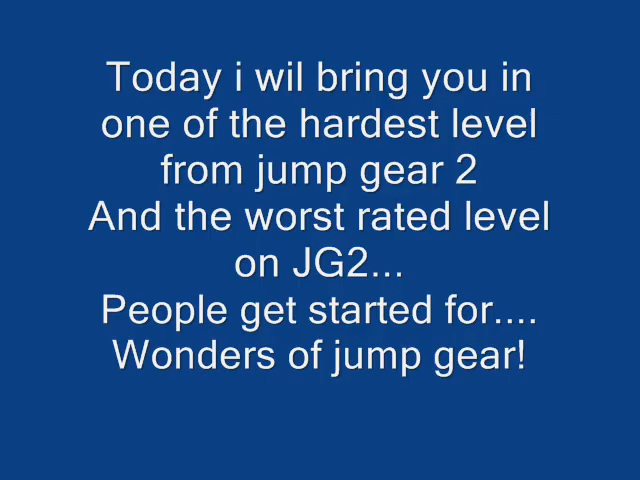 Today i wil bring you in
one of the hardest level
from jump gear 2
And the worst rated level
on JG2...
People get started for....
Wonders of jump gear!